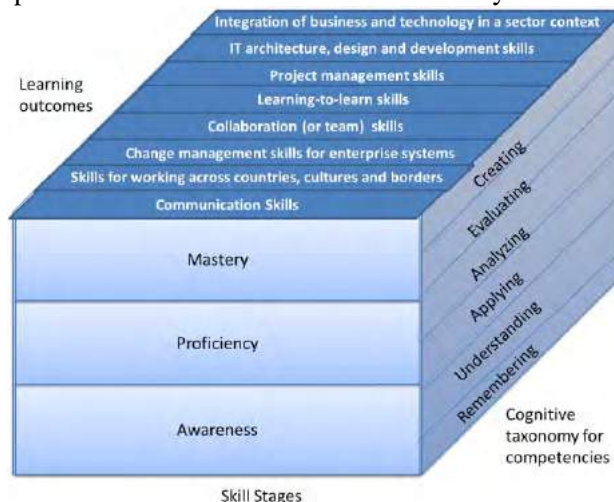 Integration of business and technology in a sector context
IT architecture, design and development skills
Project management skills
Learning-to-learn skills
Collaboration (or team) skills
Change management skills for enterprise systems
Skills for working across countries, cultures and borders
Communication Skills
Learning
outcomes
Mastery
Proficiency
Awareness
Creating
Evaluating
Analyzing
Applying
Understanding
Remembering
Cognitive
taxonomy for
competencies
Skill Stages